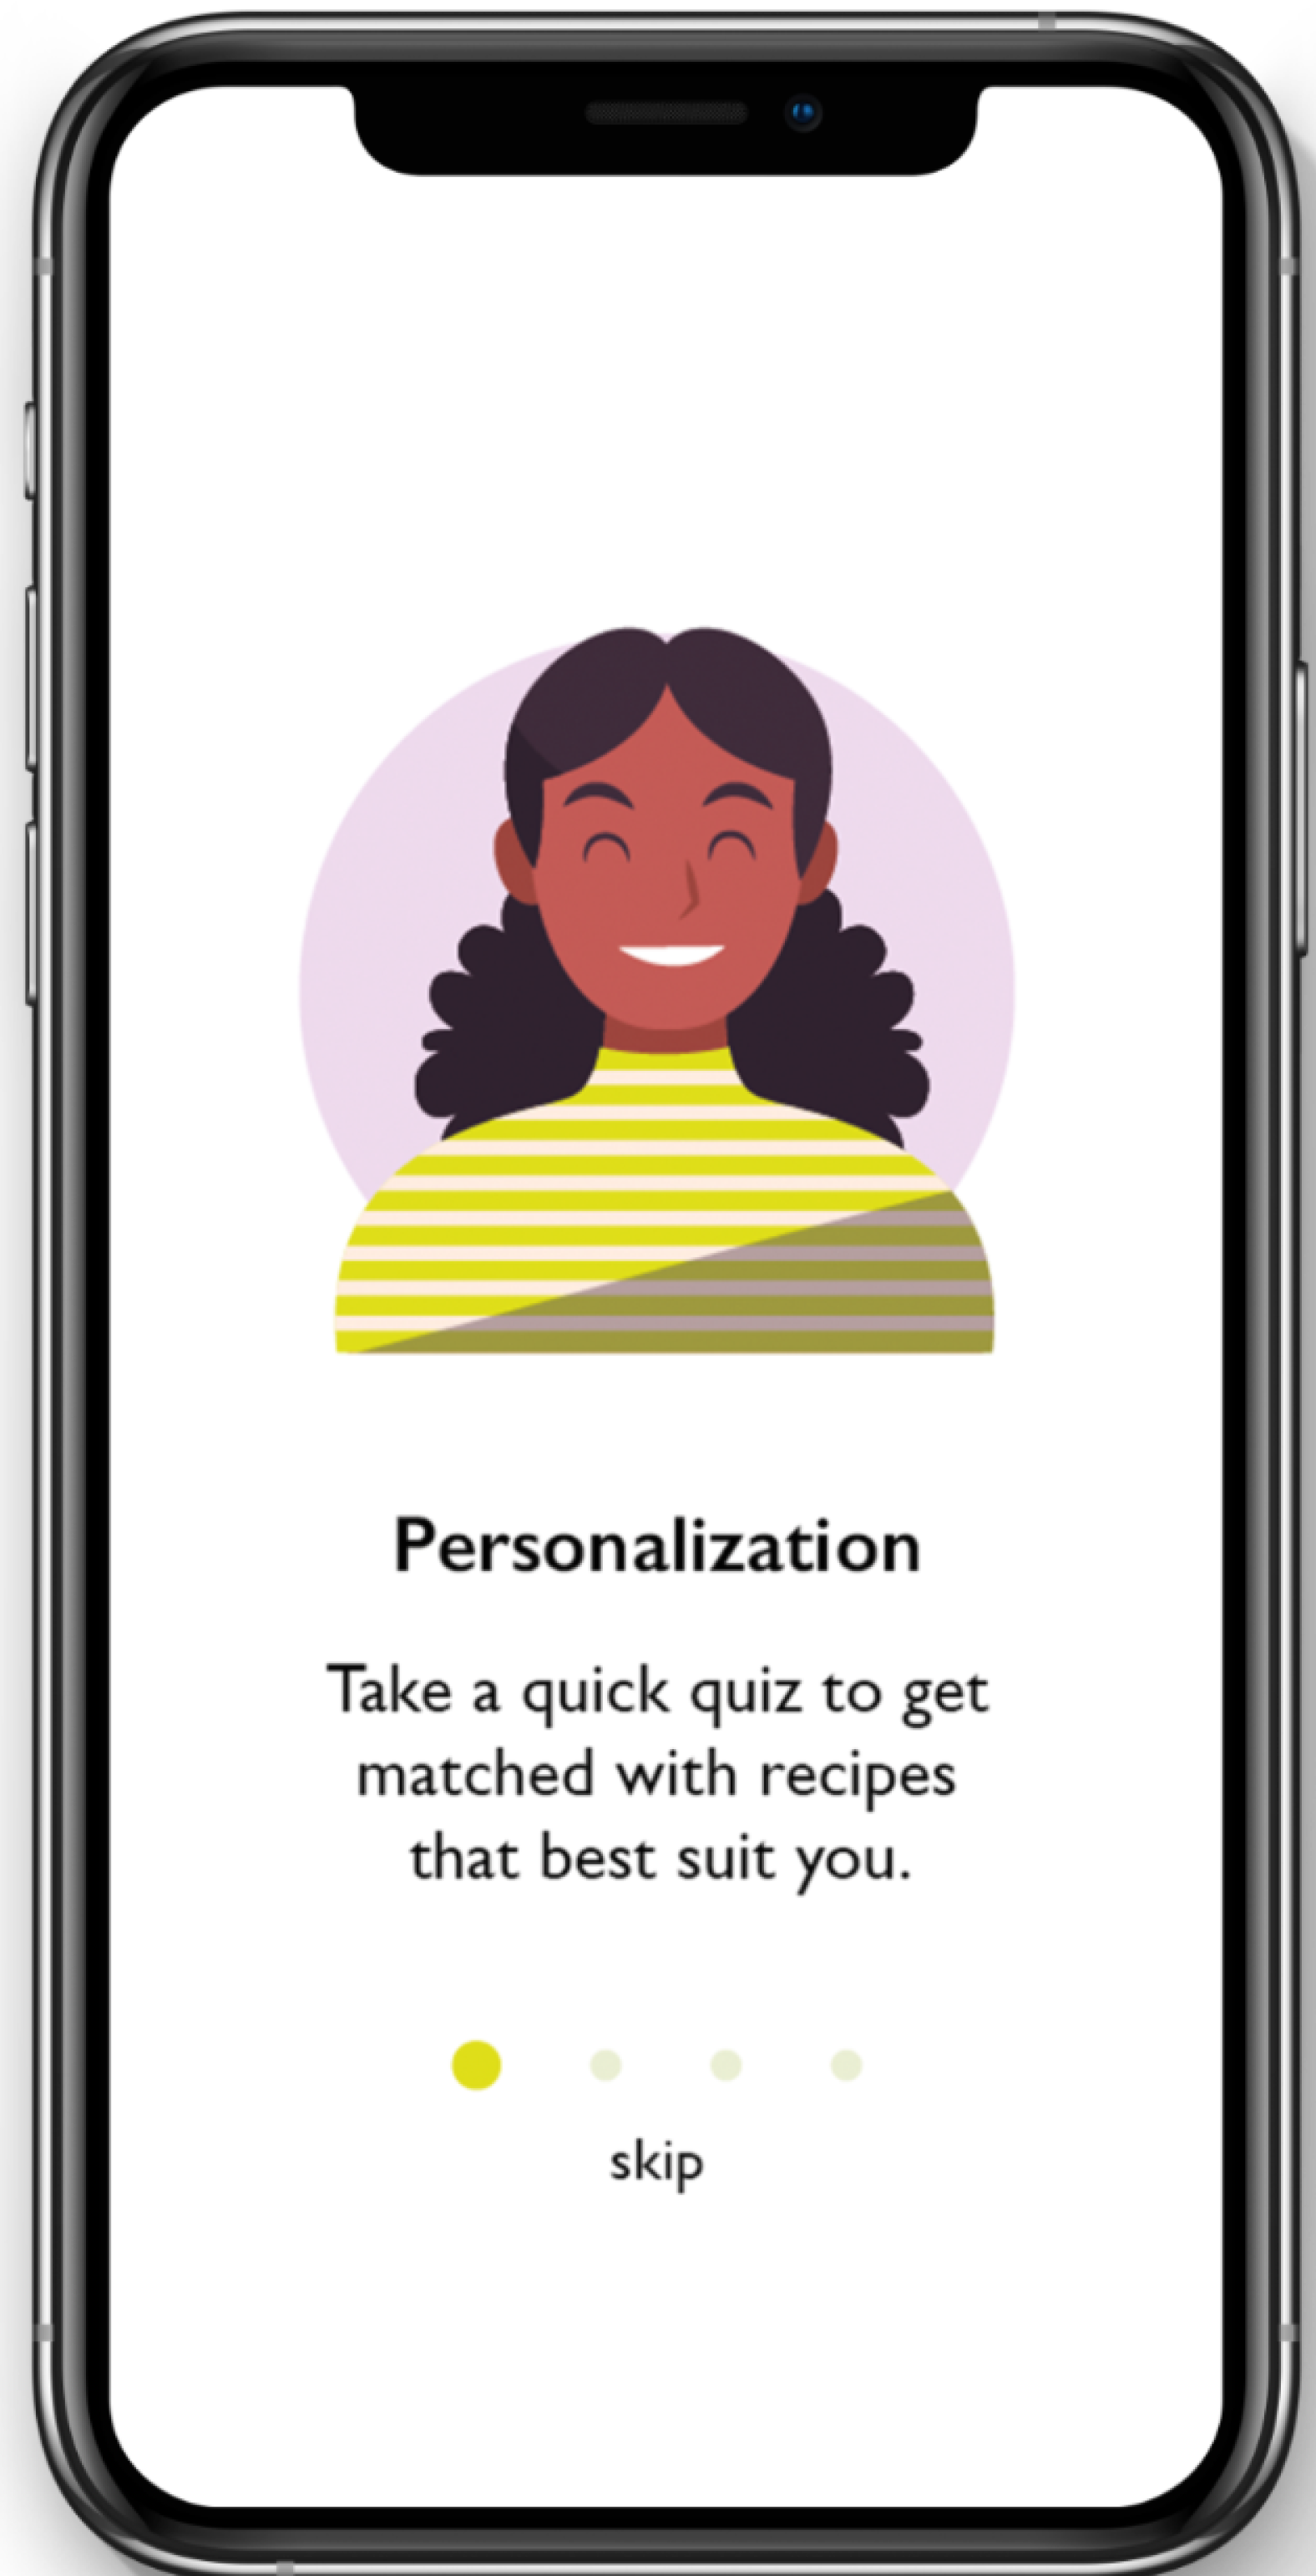 Personalization
Take a quick quiz to get
matched with recipes
that best suit you.
skip